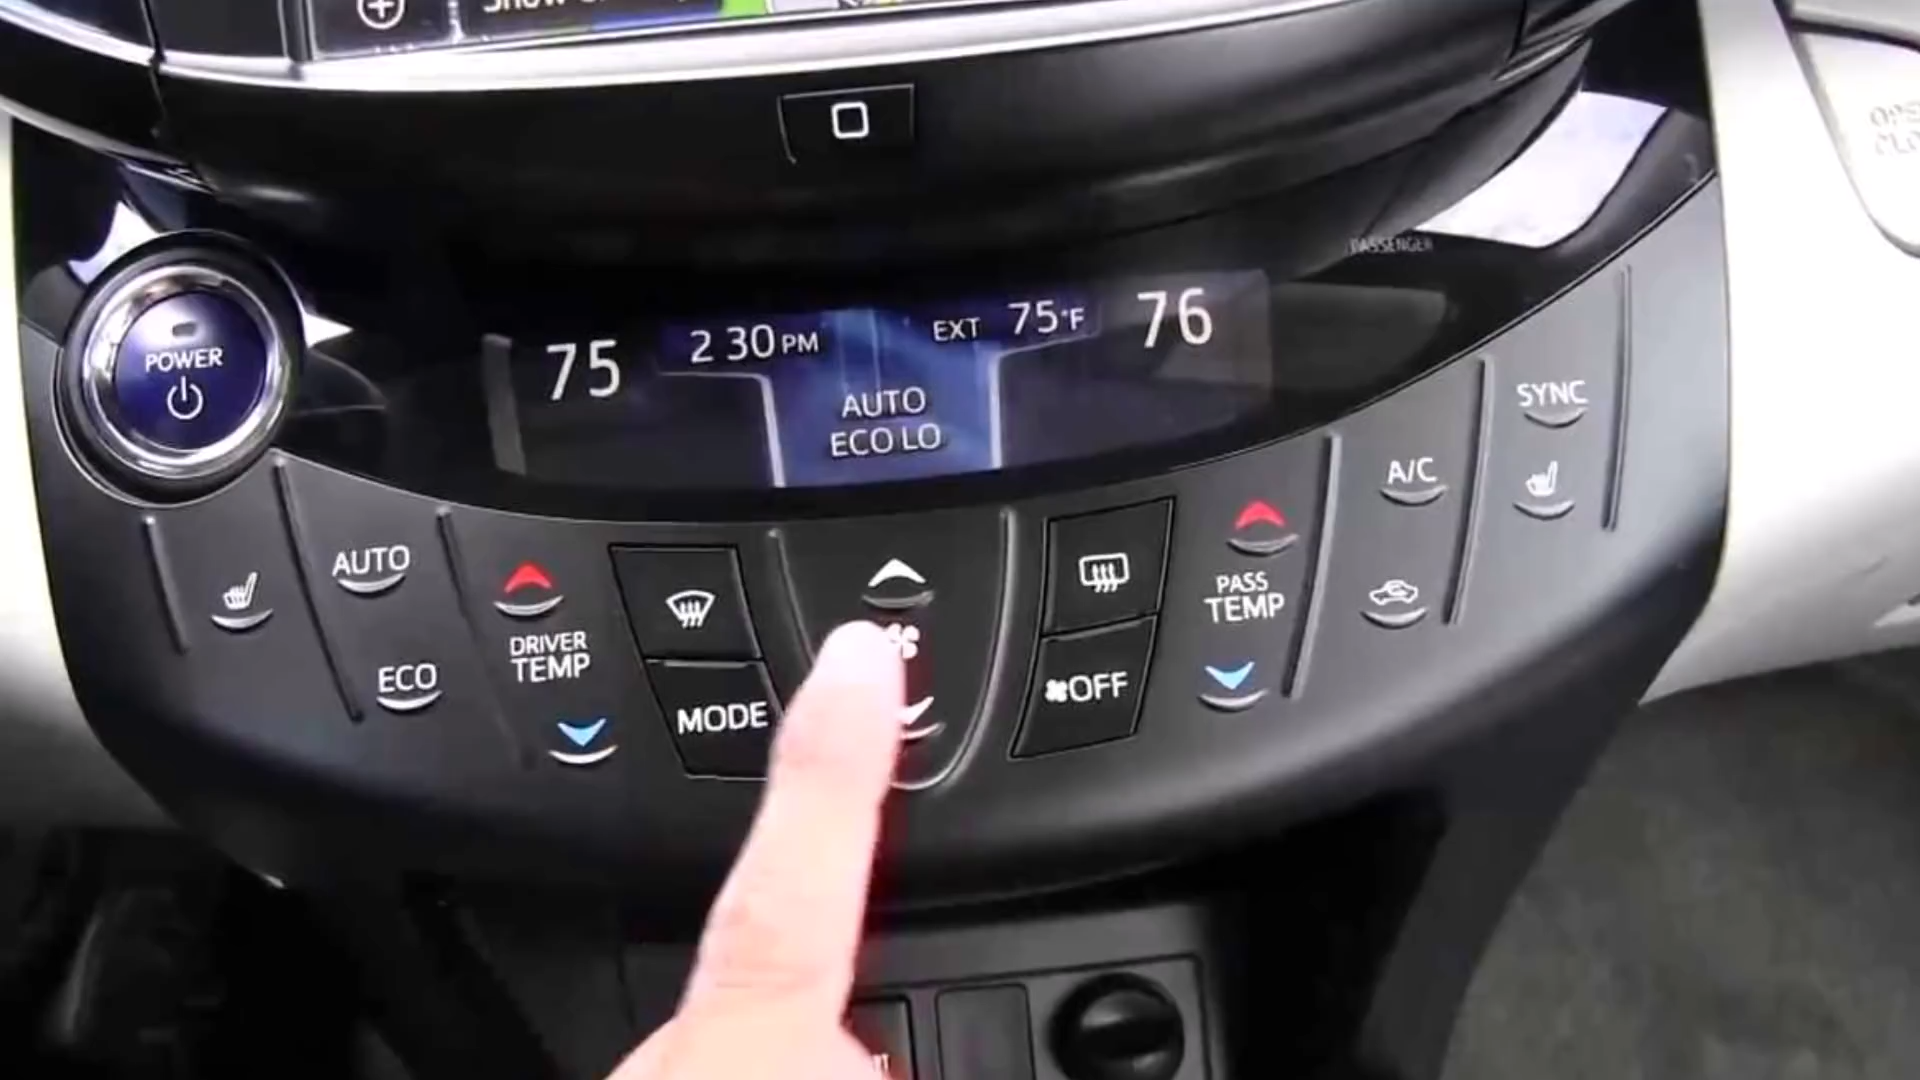 PASSENGER
POWER
75
2 30 PM
EXT 75°F
76
AUTO
ECO LO
SYNC
A/C
AUTO
ECO
DRIVER
TEMP
MODE
OFF
PASS
TEMP